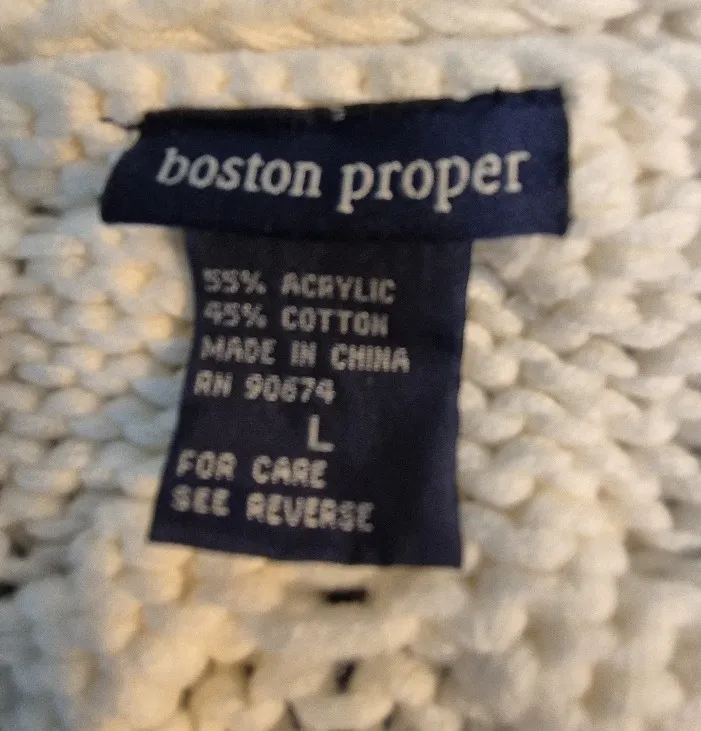 boston proper
55% ACRYLIC
45% COTTON
MADE IN CHINA
RN 90674
L
FOR CARE
SEE REVERSE